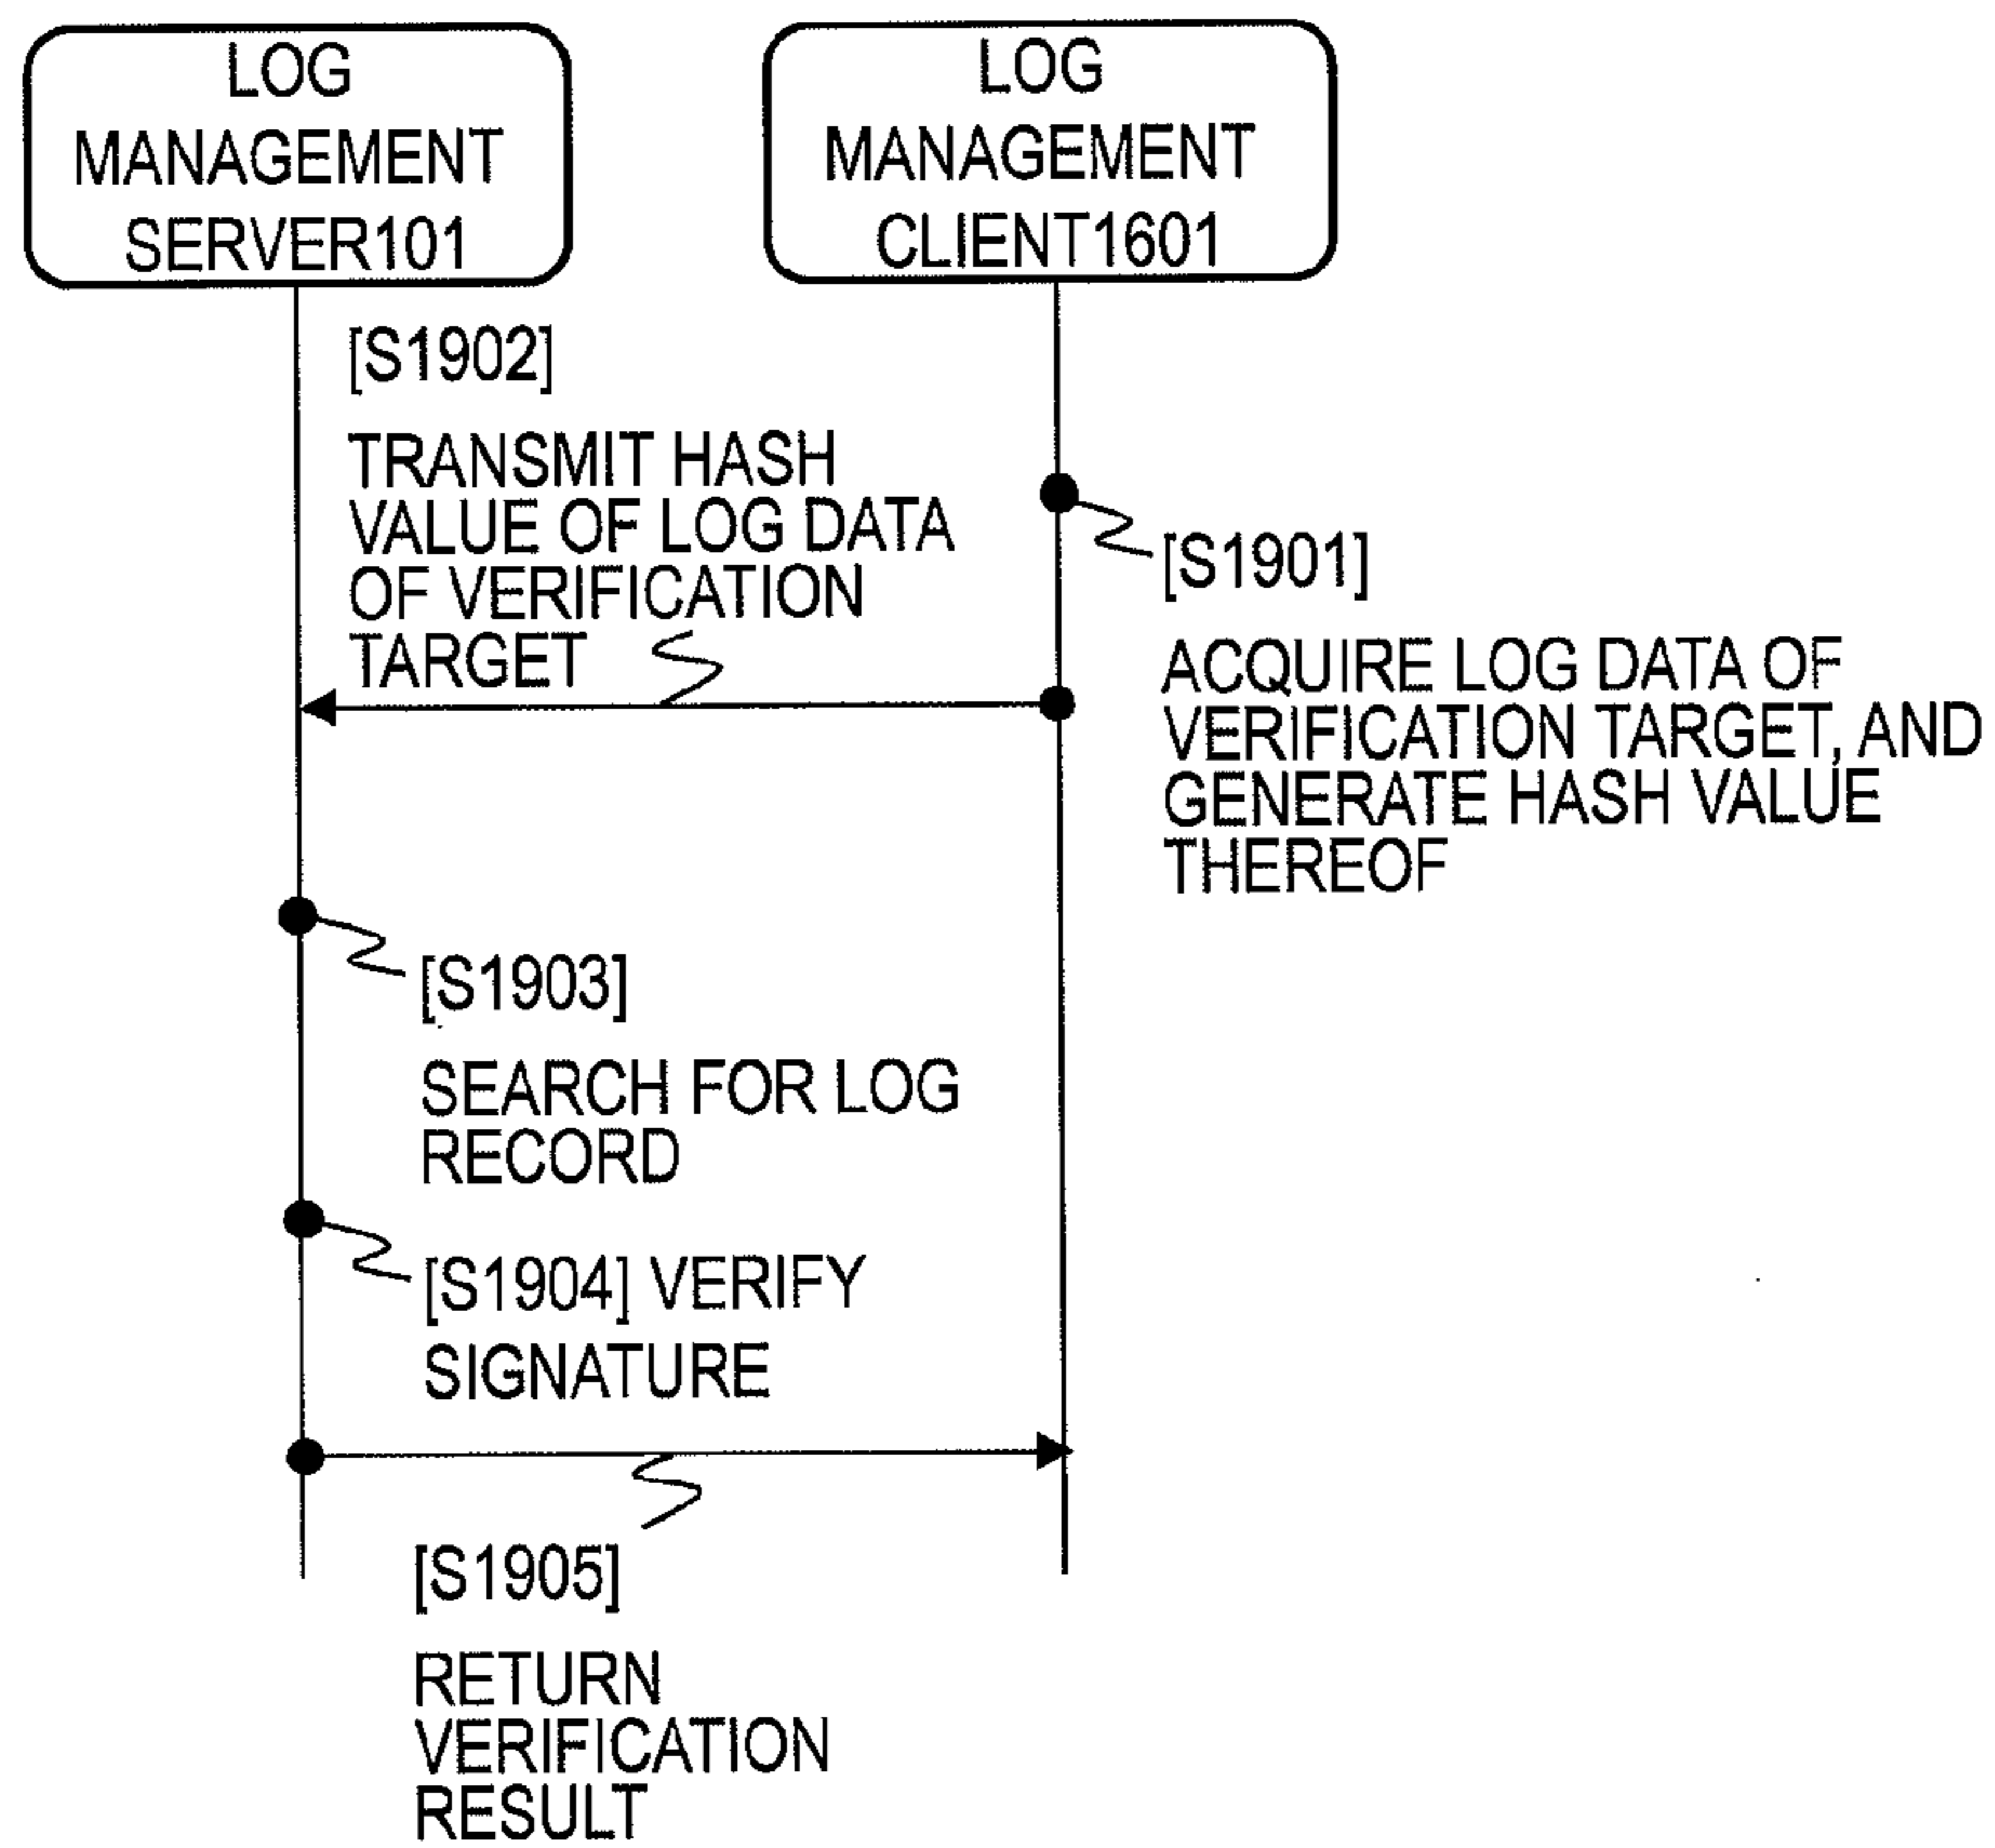 LOG
MANAGEMENT
SERVER101
LOG
MANAGEMENT
CLIENT1601
[S1902]
TRANSMIT HASH
VALUE OF LOG DATA
OF VERIFICATION
TARGET
[S1901]
ACQUIRE LOG DATA OF
VERIFICATION TARGET, AND
GENERATE HASH VALUE
THEREOF
[S1903]
SEARCH FOR LOG
RECORD
[S1904] VERIFY
SIGNATURE
[S1905]
RETURN
VERIFICATION
RESULT